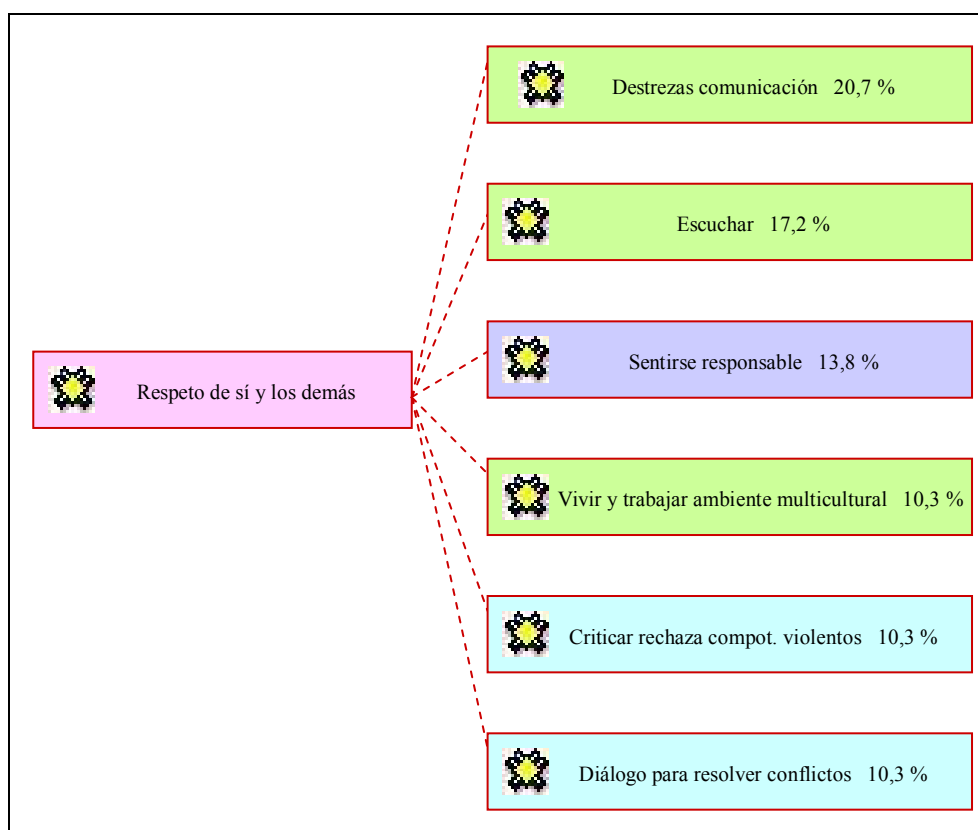 Destrezas comunicación 20,7 %
Escuchar 17,2 %
Sentirse responsable 13,8 %
Respeto de sí y los demás
Vivir y trabajar ambiente multicultural 10,3 %
Criticar rechaza compot. violentos 10,3 %
Diálogo para resolver conflictos 10,3 %